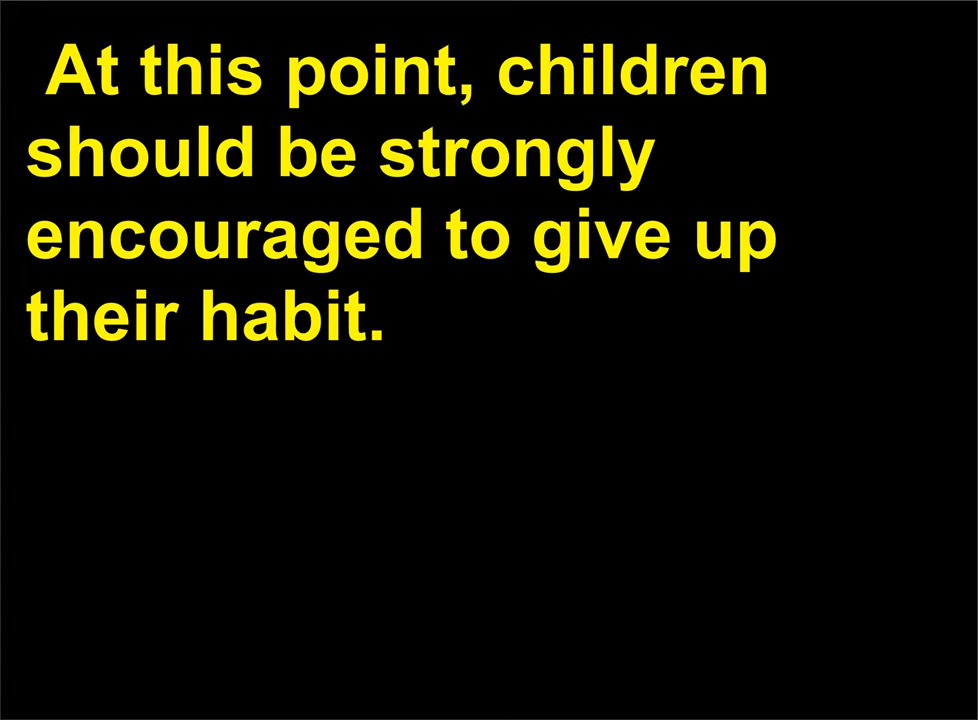 At this point, children
should be strongly
encouraged to give up
their habit.